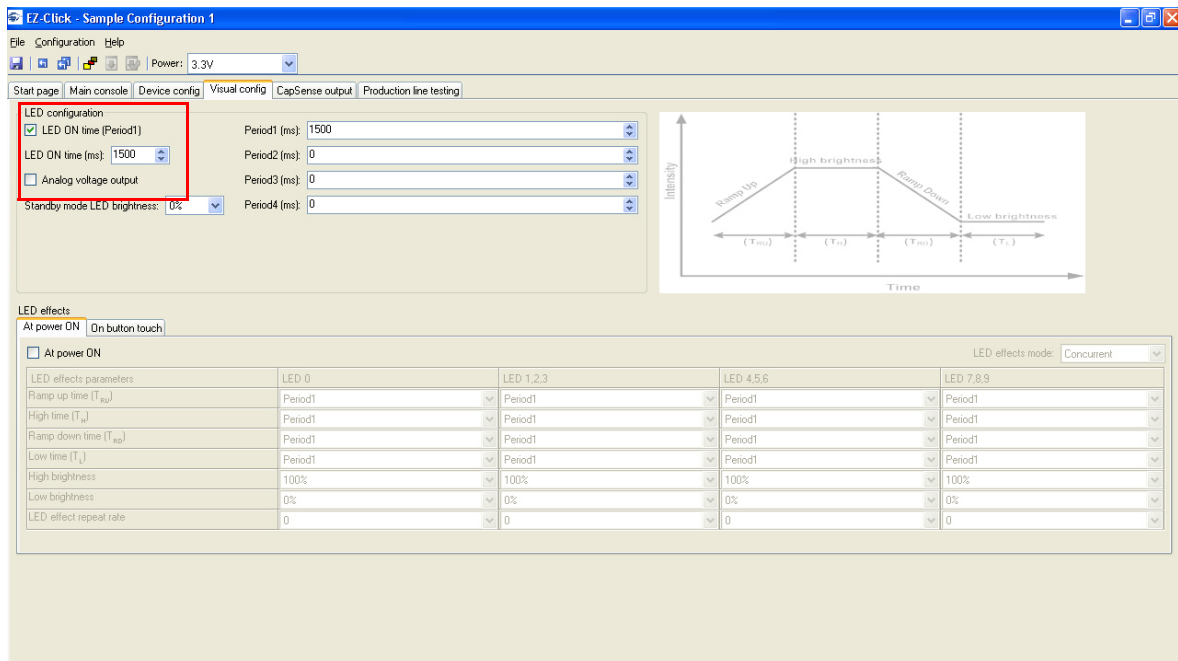 EZ-Click - Sample Configuration 1
File Configuration Help
Power: 3.3V
Start page Main console Device config Visual config CapSense output Production line testing
LED configuration
LED ON time (Period1)
LED ON time (ms): 1500
Analog voltage output
Standby mode LED brightness: 0%
Period1 (ms): 1500
Period2 (ms): 0
Period3 (ms): 0
Period4 (ms): 0
Intensity
Ramp Up
High brightness
Ramp Down
Low brightness
(TRU) (TH) (TRD) (TL)
Time
LED effects
At power ON On button touch
At power ON
LED effects mode: Concurrent
LED effects parameters LED 0 LED 1,2,3 LED 4,5,6 LED 7,8,9
Ramp up time (TRU) Period1 Period1 Period1 Period1
High time (TH) Period1 Period1 Period1 Period1
Ramp down time (TRD) Period1 Period1 Period1 Period1
Low time (TL) Period1 Period1 Period1 Period1
High brightness 100% 100% 100% 100%
Low brightness 0% 0% 0% 0%
LED effect repeat rate 0 0 0 0